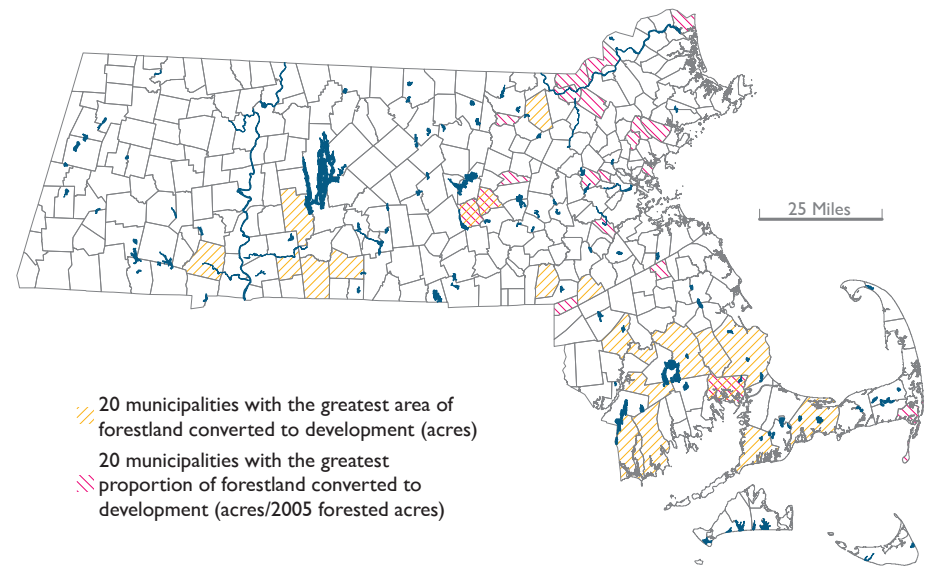 25 Miles
20 municipalities with the greatest area of
forestland converted to development (acres)
20 municipalities with the greatest
proportion of forestland converted to
development (acres/2005 forested acres)